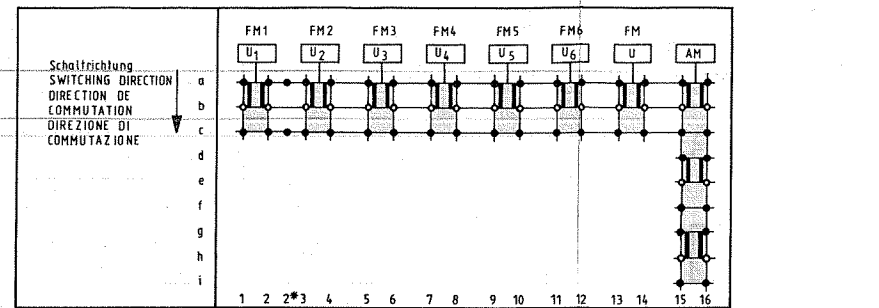 FM1 FM2 FM3 FM4 FM5 FM6 FM
U1 U2 U3 U4 U5 U6 U AM
Schaltrichtung
SWITCHING DIRECTION a
DIRECTION DE b
COMMUTATION
DIREZIONE DI c
COMMUTAZIONE
d
e
f
g
h
i
1 2 2* 3 4 5 6 7 8 9 10 11 12 13 14 15 16